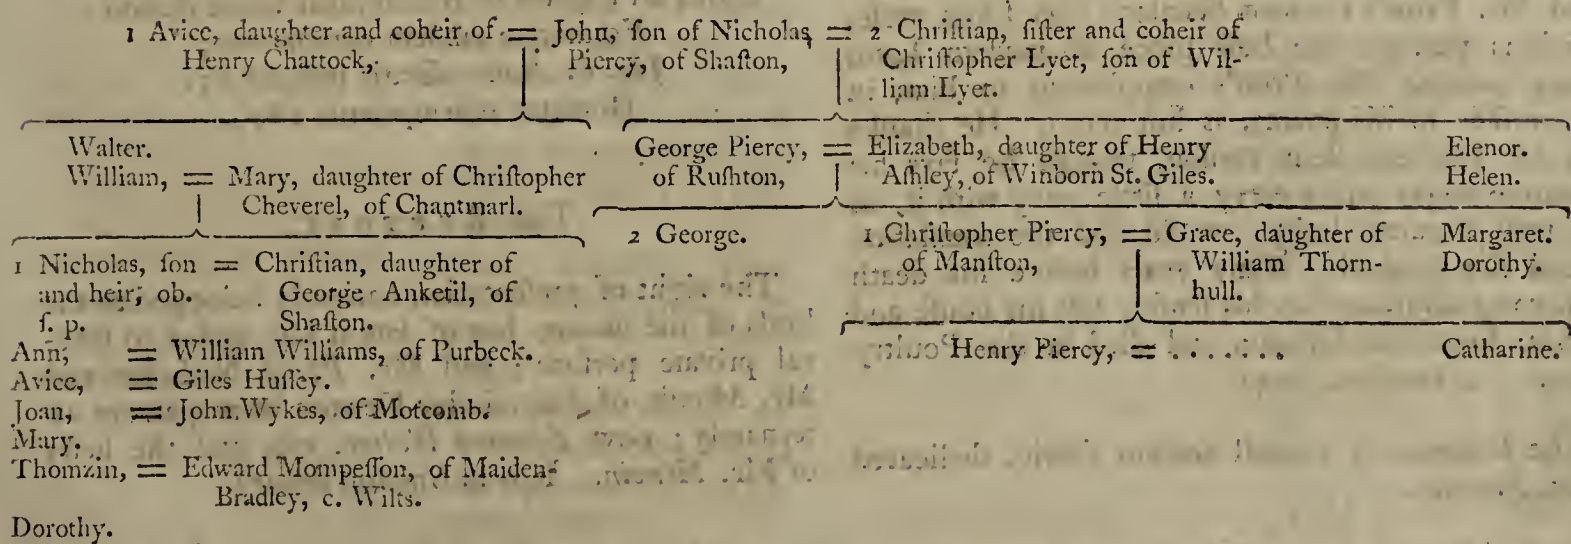 1 Avice, daughter and coheir of = John, ſon of Nicholas = 2 Chriſtian, ſiſter and coheir of
Henry Chattock, Piercy, of Shaſton, Chriſtopher Lyet, ſon of Wil-
liam Lyet.
Walter. George Piercy, = Elizabeth, daughter of Henry Elenor.
William, = Mary, daughter of Chriſtopher of Ruſhton, Aſhley, of Winborn St. Giles. Helen.
Cheverel, of Chantmarl.
2 George. 1 Chriſtopher Piercy, = Grace, daughter of Margaret.
1 Nicholas, ſon = Chriſtian, daughter of of Manſton, William Thorn- Dorothy.
and heir; ob. George Anketil, of hull.
ſ. p. Shaſton.
Ann, = William Williams, of Purbeck. Henry Piercy, = . . . . . . Catharine.
Avice, = Giles Huſſey.
Joan, = John Wykes, of Motcomb.
Mary.
Thomzin, = Edward Mompeſſon, of Maiden-
Bradley, c. Wilts.
Dorothy.